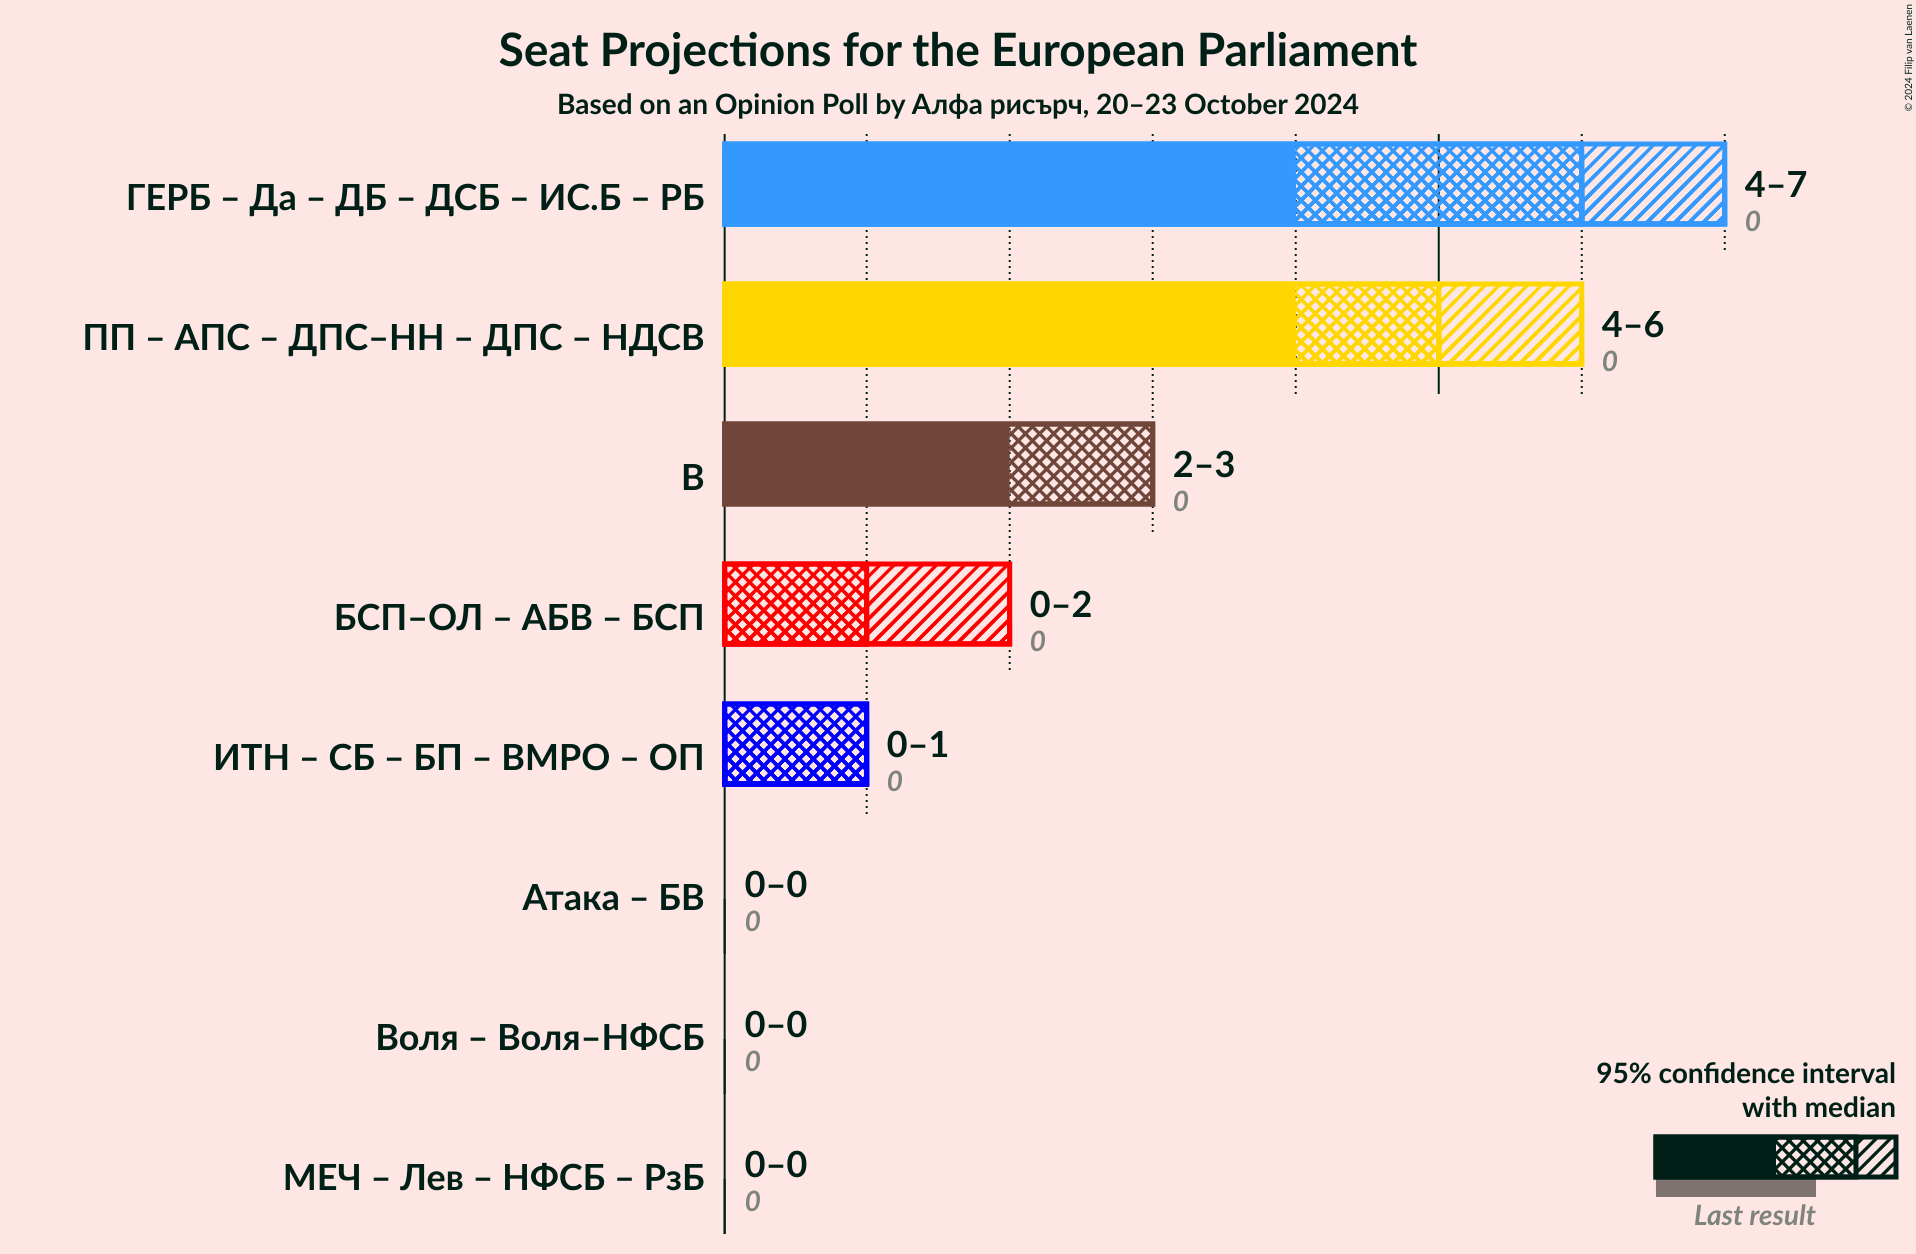 Seat Projections for the European Parliament
Based on an Opinion Poll by Алфа рисърч, 20–23 October 2024
© 2024 Filip van Laenen
ГЕРБ – Да – ДБ – ДСБ – ИС.Б – РБ
4–7
0
ПП – АПС – ДПС–НН – ДПС – НДСВ
4–6
0
В
2–3
0
БСП–ОЛ – АБВ – БСП
0–2
0
ИТН – СБ – БП – ВМРО – ОП
0–1
0
Атака – БВ
0–0
0
Воля – Воля–НФСБ
0–0
0
МЕЧ – Лев – НФСБ – РзБ
0–0
0
95% confidence interval
with median
Last result